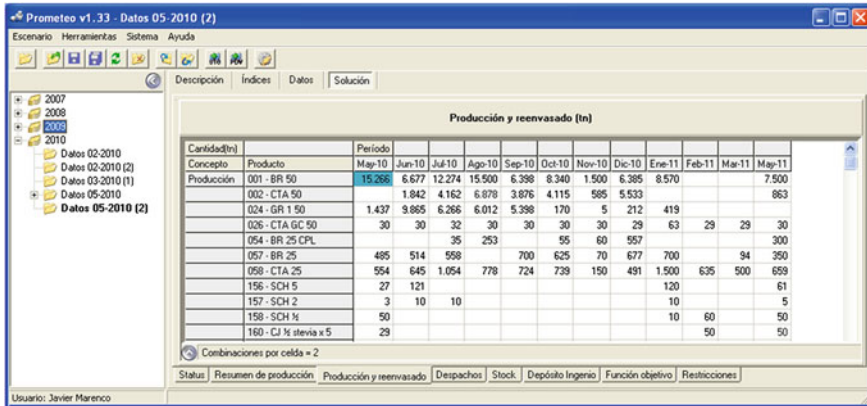 Prometeo v1.33 - Datos 05-2010 (2)
Escenario Herramientas Sistema Ayuda
Descripción Índices Datos Solución
2007
2008
2009
2010
Datos 02-2010
Datos 02-2010 (2)
Datos 03-2010 (1)
Datos 05-2010
Datos 05-2010 (2)
Producción y reenvasado (tn)
Cantidad(tn) Período
Concepto Producto May-10 Jun-10 Jul-10 Ago-10 Sep-10 Oct-10 Nov-10 Dic-10 Ene-11 Feb-11 Mar-11 May-11
Producción 001 - BR 50 15.266 6.677 12.274 15.500 6.398 8.340 1.500 6.385 8.570 7.500
002 - CTA 50 1.842 4.162 6.878 3.876 4.115 585 5.533 863
024 - GR 1 50 1.437 9.865 6.266 6.012 5.398 170 5 212 419
026 - CTA GC 50 30 30 32 30 30 30 30 29 63 29 29 30
054 - BR 25 CPL 35 253 55 60 557 300
057 - BR 25 485 514 558 700 625 70 677 700 94 350
058 - CTA 25 554 645 1.054 778 724 739 150 491 1.500 635 500 659
156 - SCH 5 27 121 120 61
157 - SCH 2 3 10 10 10 5
158 - SCH ½ 50 10 60 50
160 - CJ ½ stevia x 5 29 50 50
Combinaciones por celda = 2
Status Resumen de producción Producción y reenvasado Despachos Stock Depósito Ingenio Función objetivo Restricciones
Usuario: Javier Marenco